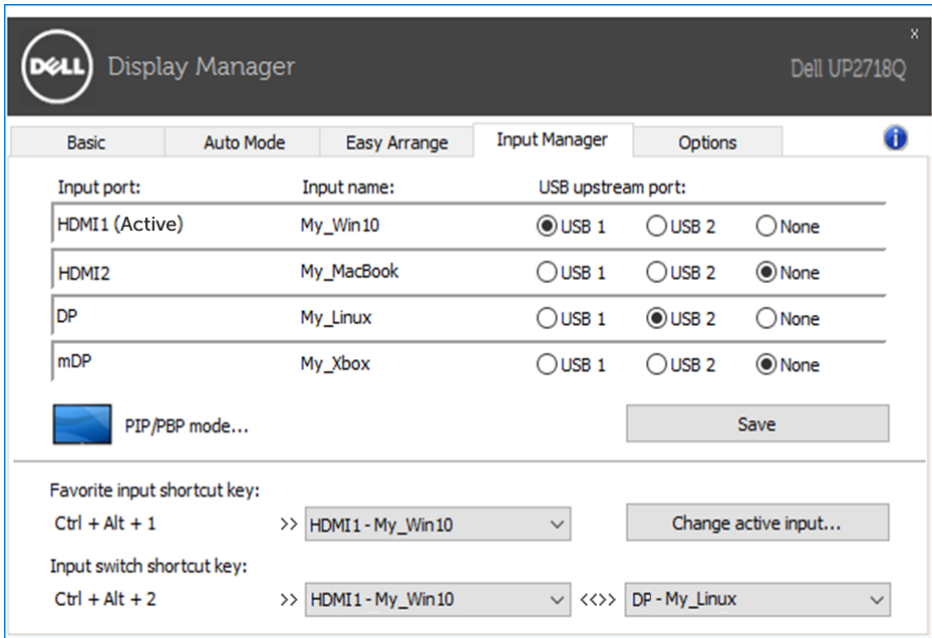 x
DELL Display Manager Dell UP2718Q
Basic Auto Mode Easy Arrange Input Manager Options i
Input port: Input name: USB upstream port:
HDMI1 (Active) My_Win10 USB 1 USB 2 None
HDMI2 My_MacBook USB 1 USB 2 None
DP My_Linux USB 1 USB 2 None
mDP My_Xbox USB 1 USB 2 None
PIP/PBP mode... Save
Favorite input shortcut key:
Ctrl + Alt + 1 >> HDMI1 - My_Win10 Change active input...
Input switch shortcut key:
Ctrl + Alt + 2 >> HDMI1 - My_Win10 <<>> DP - My_Linux